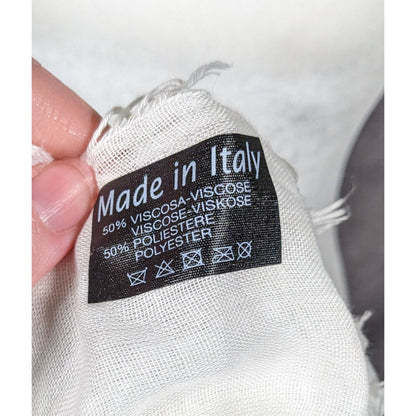 Made in Italy
50% VISCOSA-VISCOSE
VISCOSE-VISKOSE
50% POLIESTERE
POLYESTER